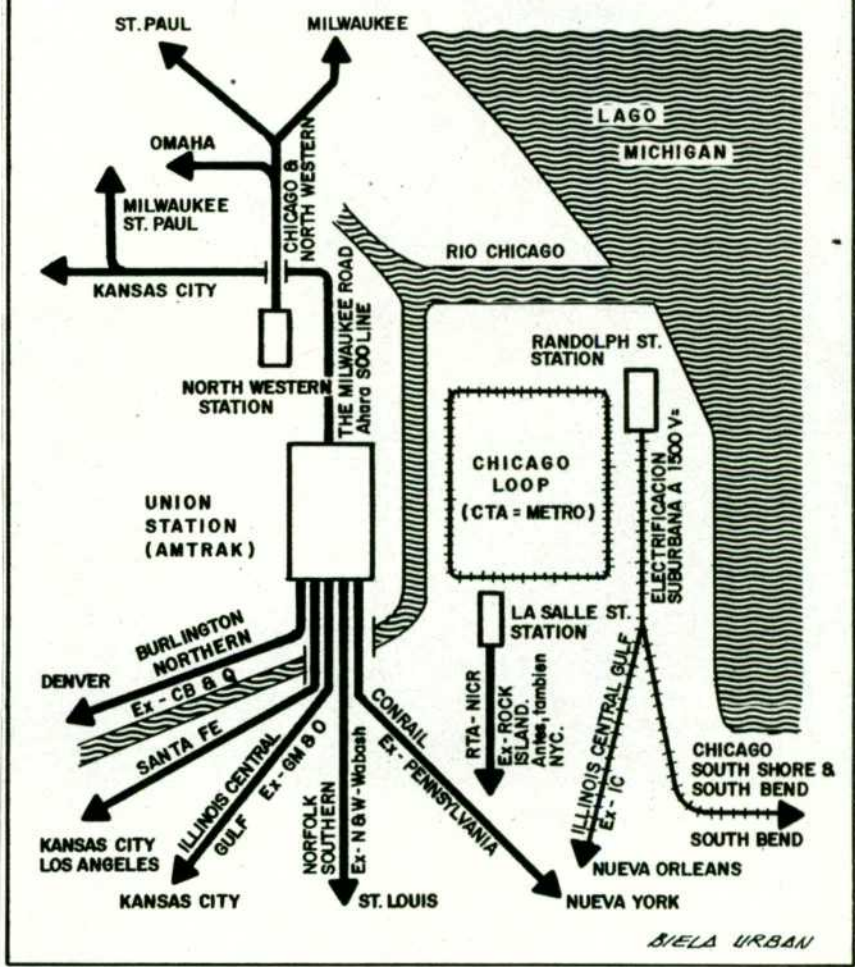 ST. PAUL
MILWAUKEE
LAGO
MICHIGAN
OMAHA
CHICAGO &
NORTH WESTERN
MILWAUKEE
ST. PAUL
RIO CHICAGO
KANSAS CITY
NORTH WESTERN
STATION
THE MILWAUKEE ROAD
Ahora SOO LINE
RANDOLPH ST.
STATION
CHICAGO
LOOP
(CTA = METRO)
ELECTRIFICACION
SUBURBANA A 1500 V=
UNION
STATION
(AMTRAK)
LA SALLE ST.
STATION
BURLINGTON
NORTHERN
Ex - CB & Q
DENVER
SANTA FE
KANSAS CITY
LOS ANGELES
ILLINOIS CENTRAL
GULF
Ex - GM & O
KANSAS CITY
NORFOLK
SOUTHERN
Ex - N & W - Wabash
ST. LOUIS
CONRAIL
Ex - PENNSYLVANIA
NUEVA YORK
RTA - NICR
Ex - ROCK
ISLAND.
Antes, tambien
NYC.
ILLINOIS CENTRAL GULF
Ex - IC
NUEVA ORLEANS
CHICAGO
SOUTH SHORE &
SOUTH BEND
SOUTH BEND
BIELA URBAN